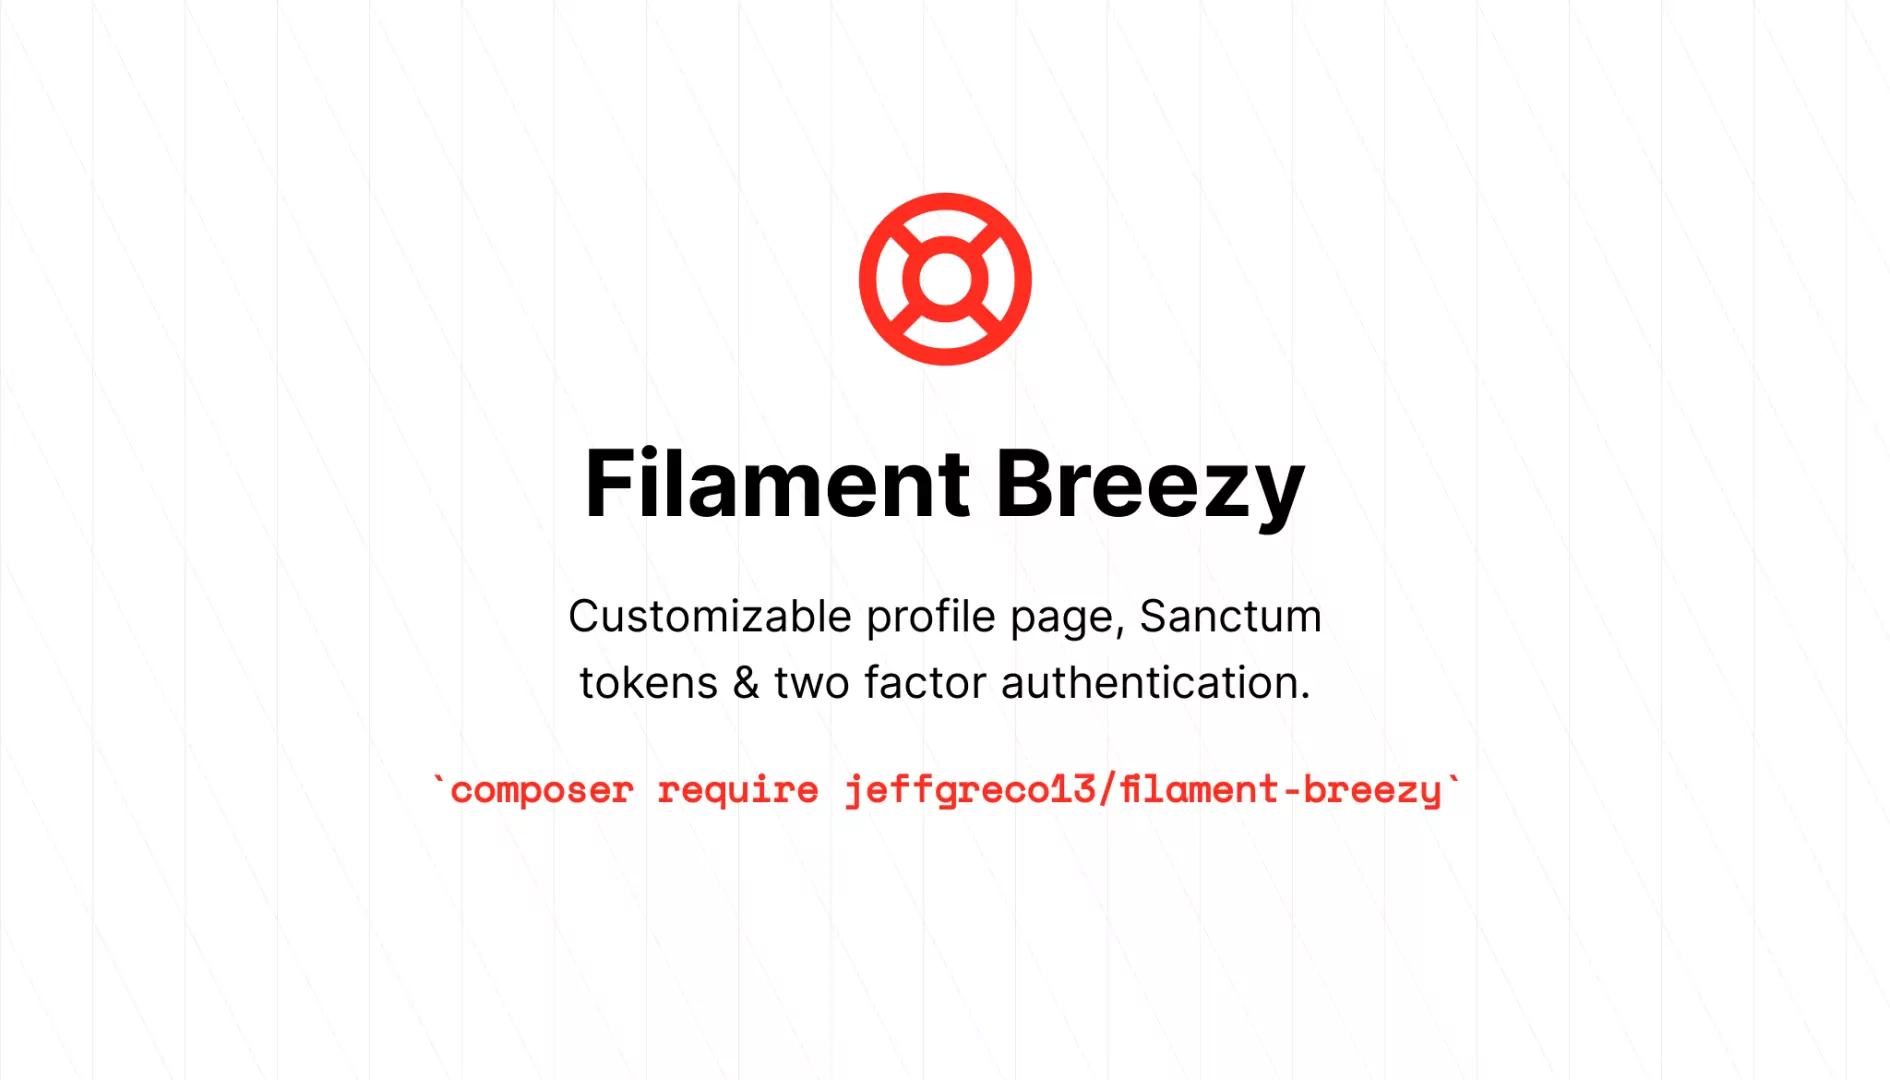 Filament Breezy
Customizable profile page, Sanctum
tokens & two factor authentication.
`composer require jeffgreco13/filament-breezy`